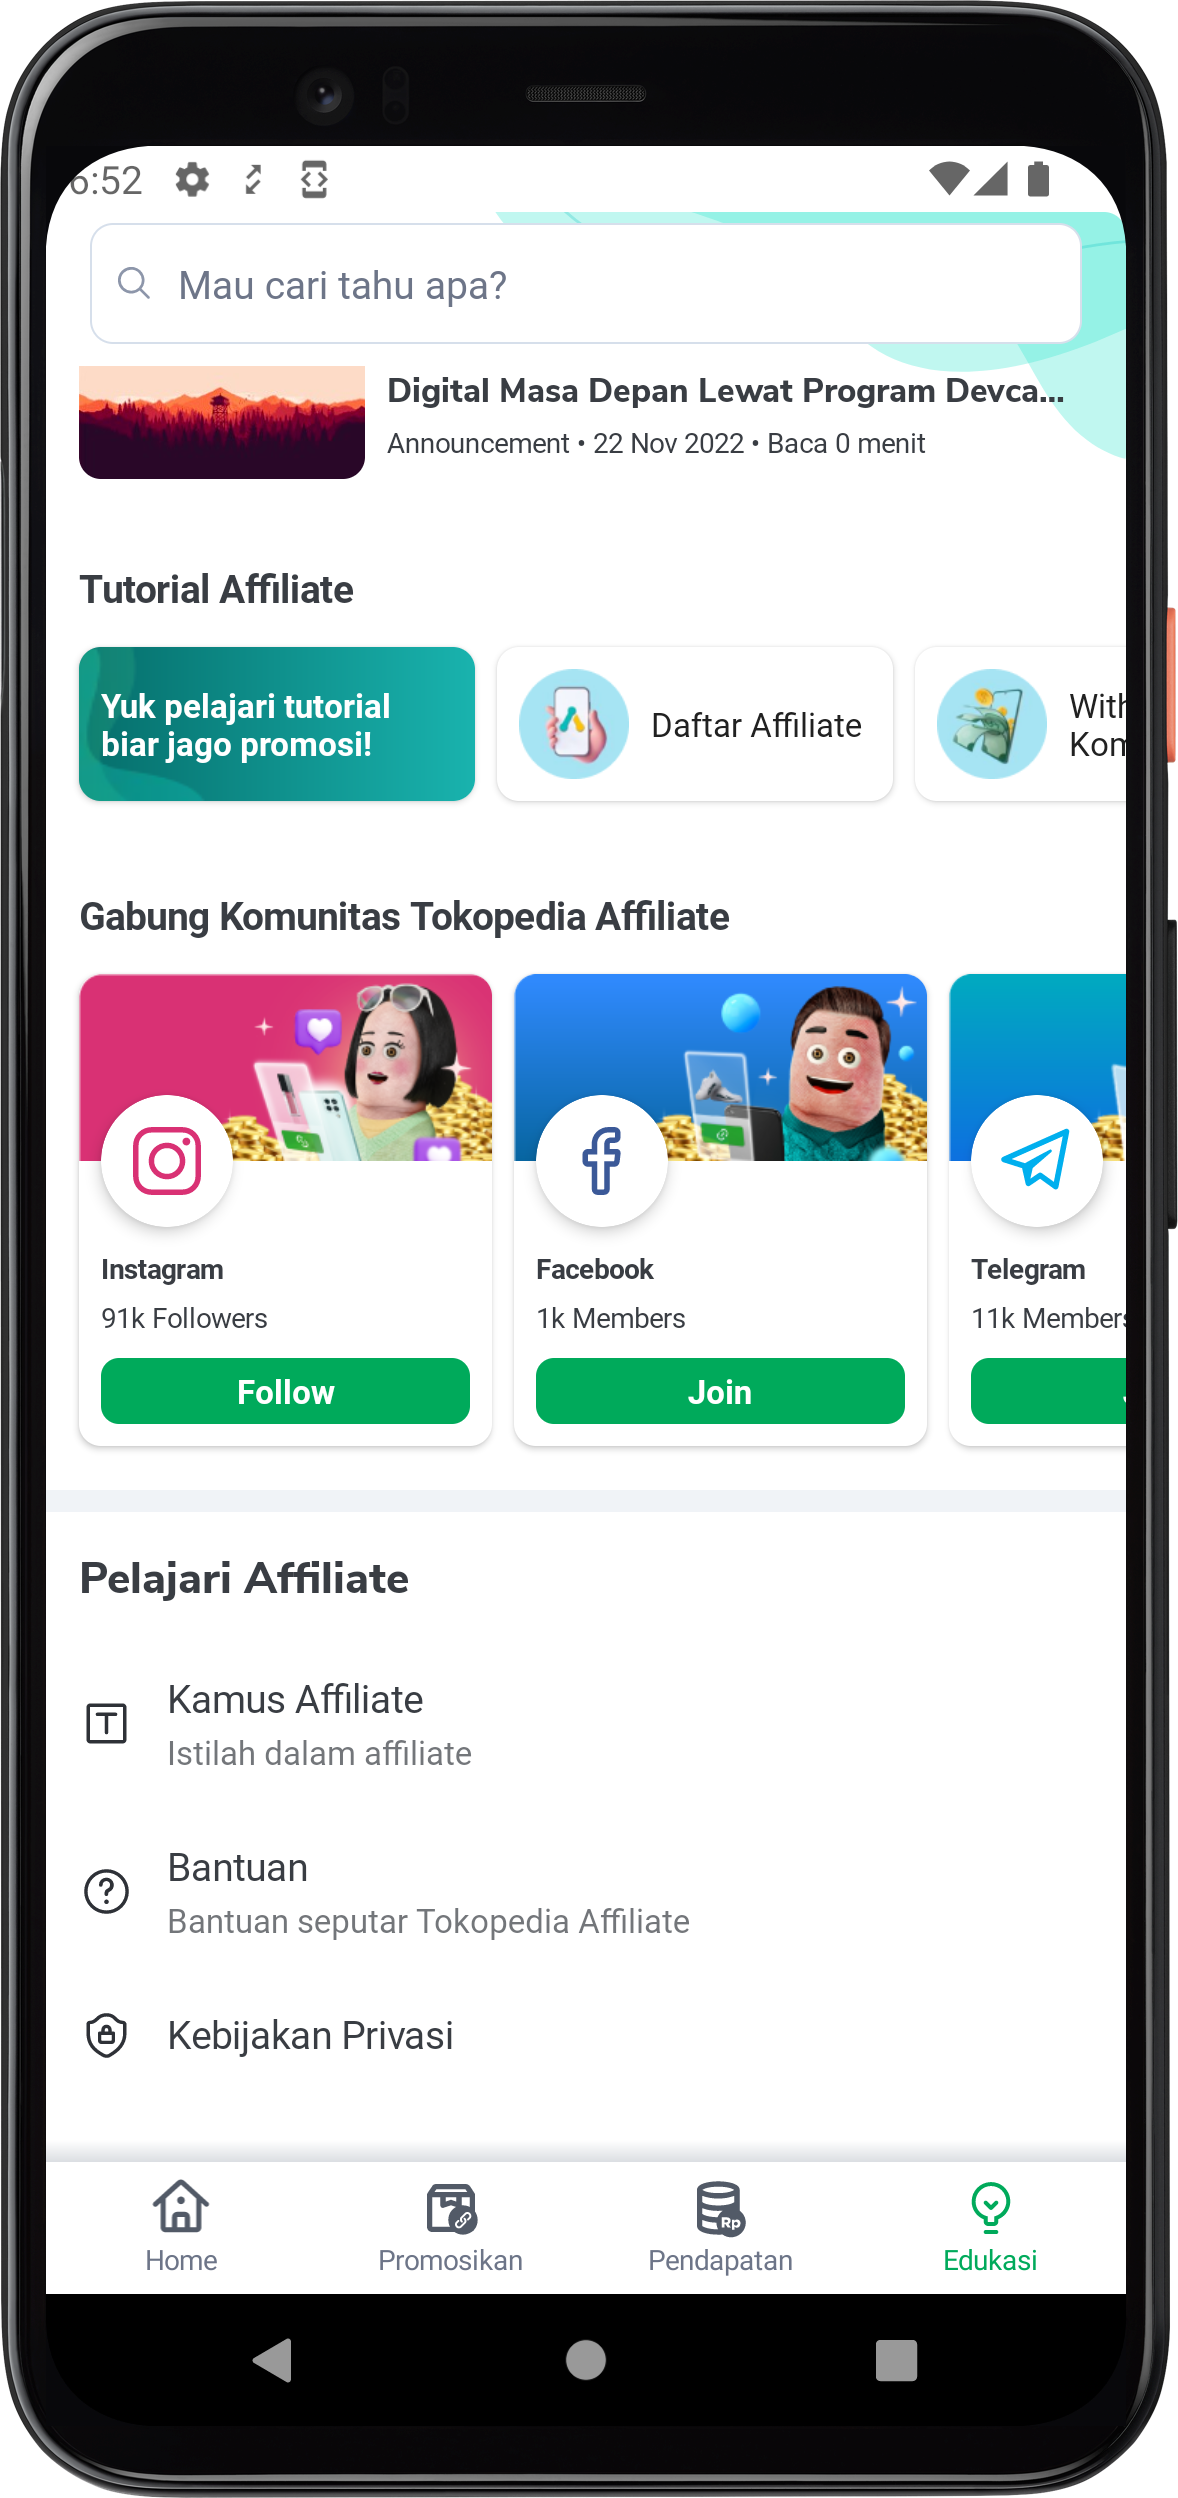 6:52
Mau cari tahu apa?
Digital Masa Depan Lewat Program Devca...
Announcement • 22 Nov 2022 • Baca 0 menit
Tutorial Affiliate
Yuk pelajari tutorial
biar jago promosi!
Daftar Affiliate
Gabung Komunitas Tokopedia Affiliate
Instagram
91k Followers
Follow
Facebook
1k Members
Join
Telegram
11k Members
Pelajari Affiliate
T
Kamus Affiliate
Istilah dalam affiliate
?
Bantuan
Bantuan seputar Tokopedia Affiliate
Kebijakan Privasi
Home
Promosikan
Rp
Pendapatan
Edukasi